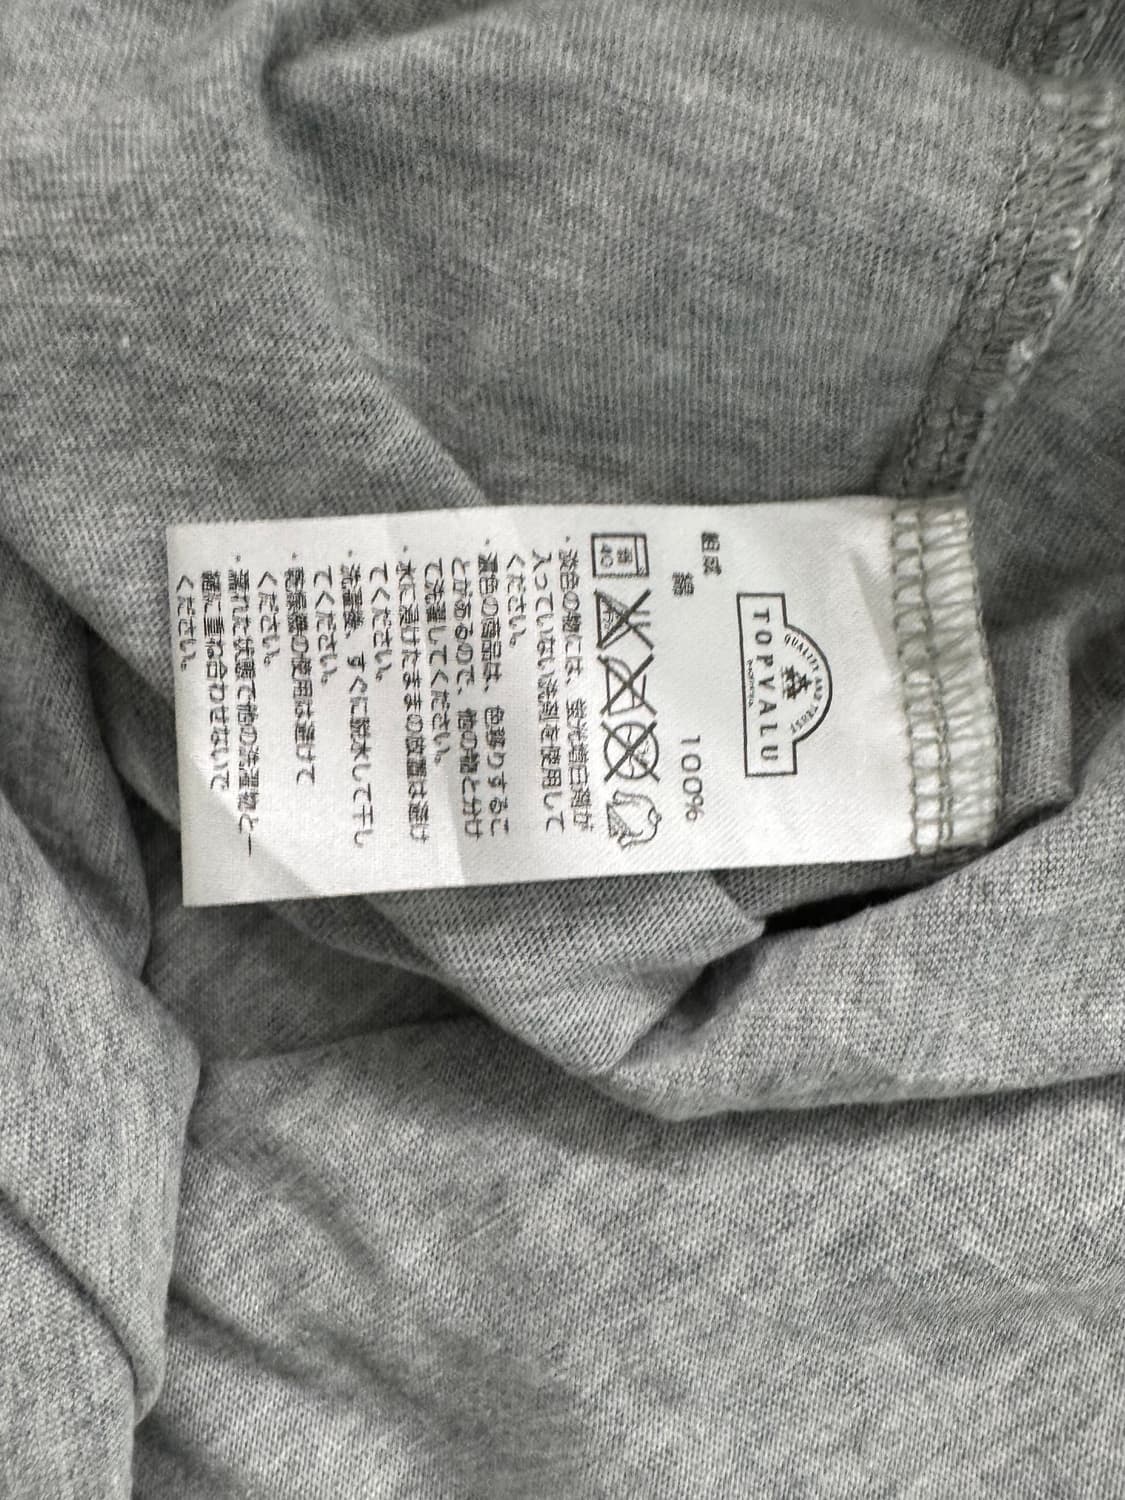 QUALITY AND TRUST
TOPVALU
組成
綿
100%
弱
40
・淡色の物には、蛍光増白剤が
入っていない洗剤を使用して
ください。
・濃色の商品は、色移りするこ
とがあるので、他の物と分け
て洗濯してください。
・水に浸けたままの放置は避け
てください。
・洗濯後、すぐに脱水して干し
てください。
・乾燥機の使用は避けて
ください。
・濡れた状態で他の洗濯物と一
緒に重ね合わせないで
ください。